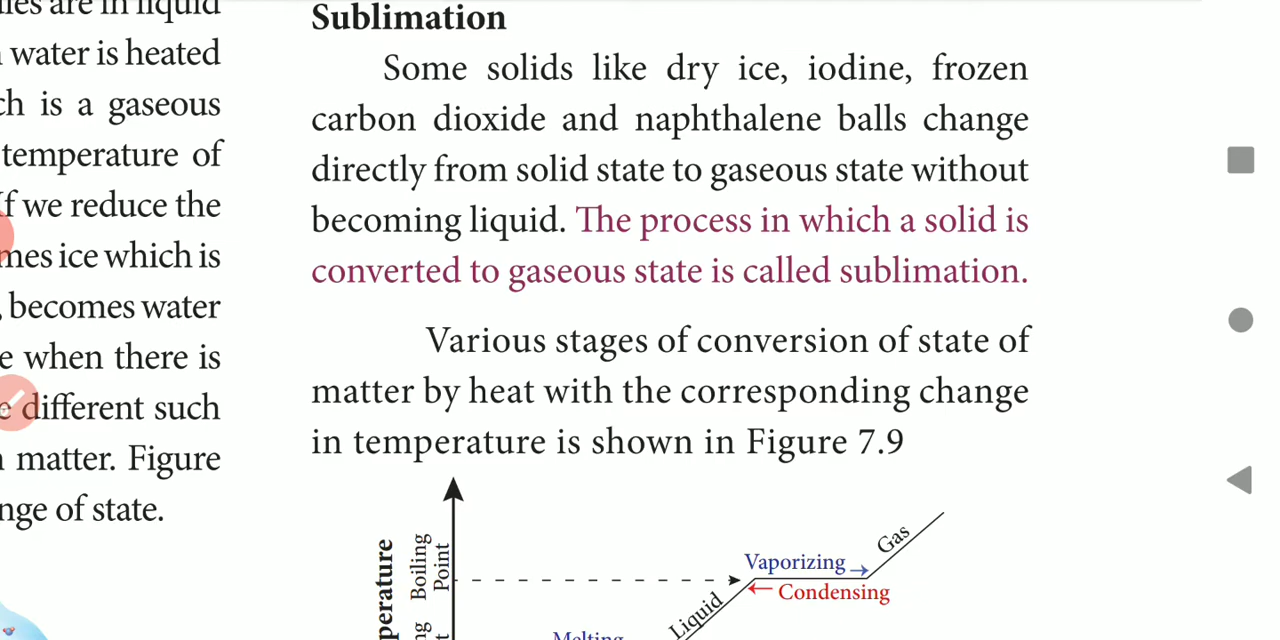 water is heated
is a gaseous
temperature of
we reduce the
ice which is
becomes water
when there is
different such
matter. Figure
of state.
Sublimation
Some solids like dry ice, iodine, frozen
carbon dioxide and naphthalene balls change
directly from solid state to gaseous state without
becoming liquid. The process in which a solid is
converted to gaseous state is called sublimation.
Various stages of conversion of state of
matter by heat with the corresponding change
in temperature is shown in Figure 7.9
Boiling
Point
Vaporizing →
Gas
← Condensing
Liquid
Melting